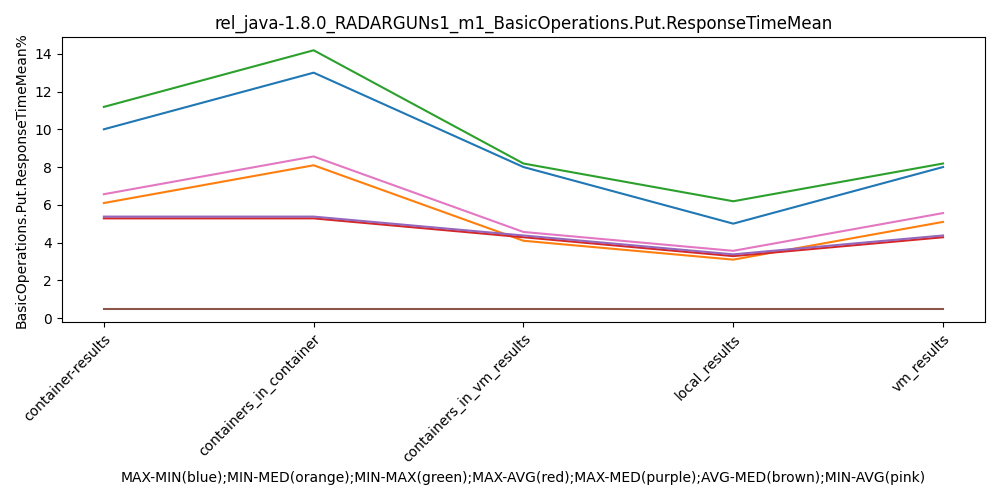 rel_java-1.8.0_RADARGUNs1_m1_BasicOperations.Put.ResponseTimeMean
BasicOperations.Put.ResponseTimeMean%
14
12
10
8
6
4
2
0
container-results
containers_in_container
containers_in_vm_results
local_results
vm_results
MAX-MIN(blue);MIN-MED(orange);MIN-MAX(green);MAX-AVG(red);MAX-MED(purple);AVG-MED(brown);MIN-AVG(pink)